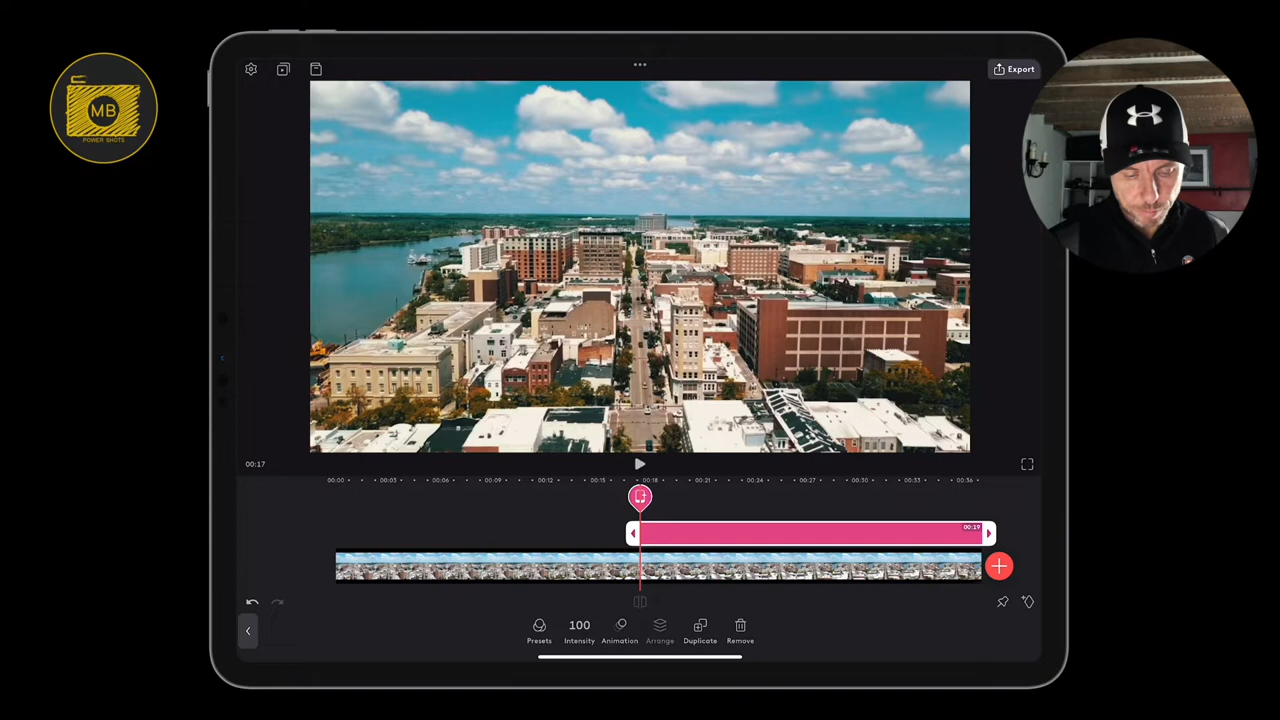 MB
POWER SHOTS
Export
00:17
00:00 00:03 00:06 00:09 00:12 00:15 00:18 00:21 00:24 00:27 00:30 00:33 00:36
00:19
100
Presets Intensity Animation Arrange Duplicate Remove